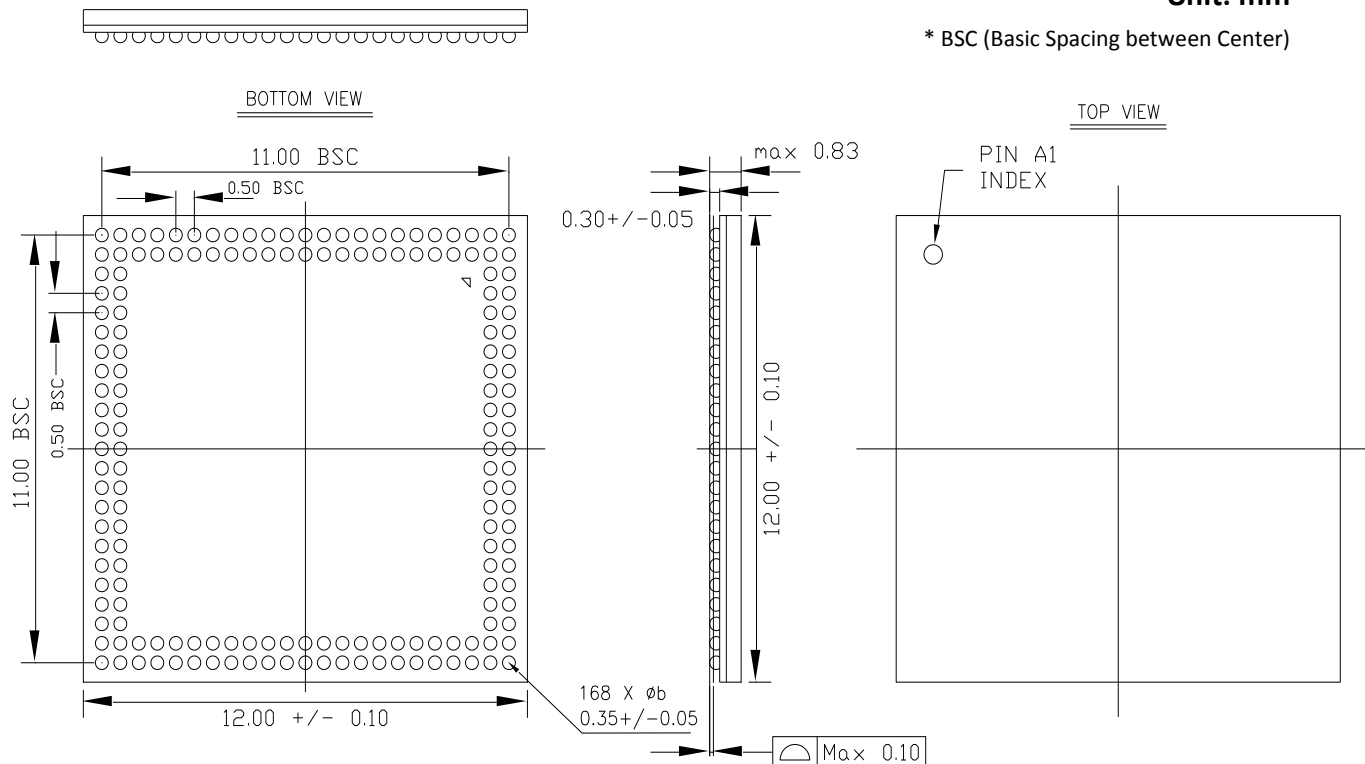 * BSC (Basic Spacing between Center)
BOTTOM VIEW
TOP VIEW
11.00 BSC
max 0.83
PIN A1
INDEX
0.50 BSC
0.30+/-0.05
11.00 BSC
0.50 BSC
12.00 +/- 0.10
168 X øb
0.35+/-0.05
12.00 +/- 0.10
Max 0.10